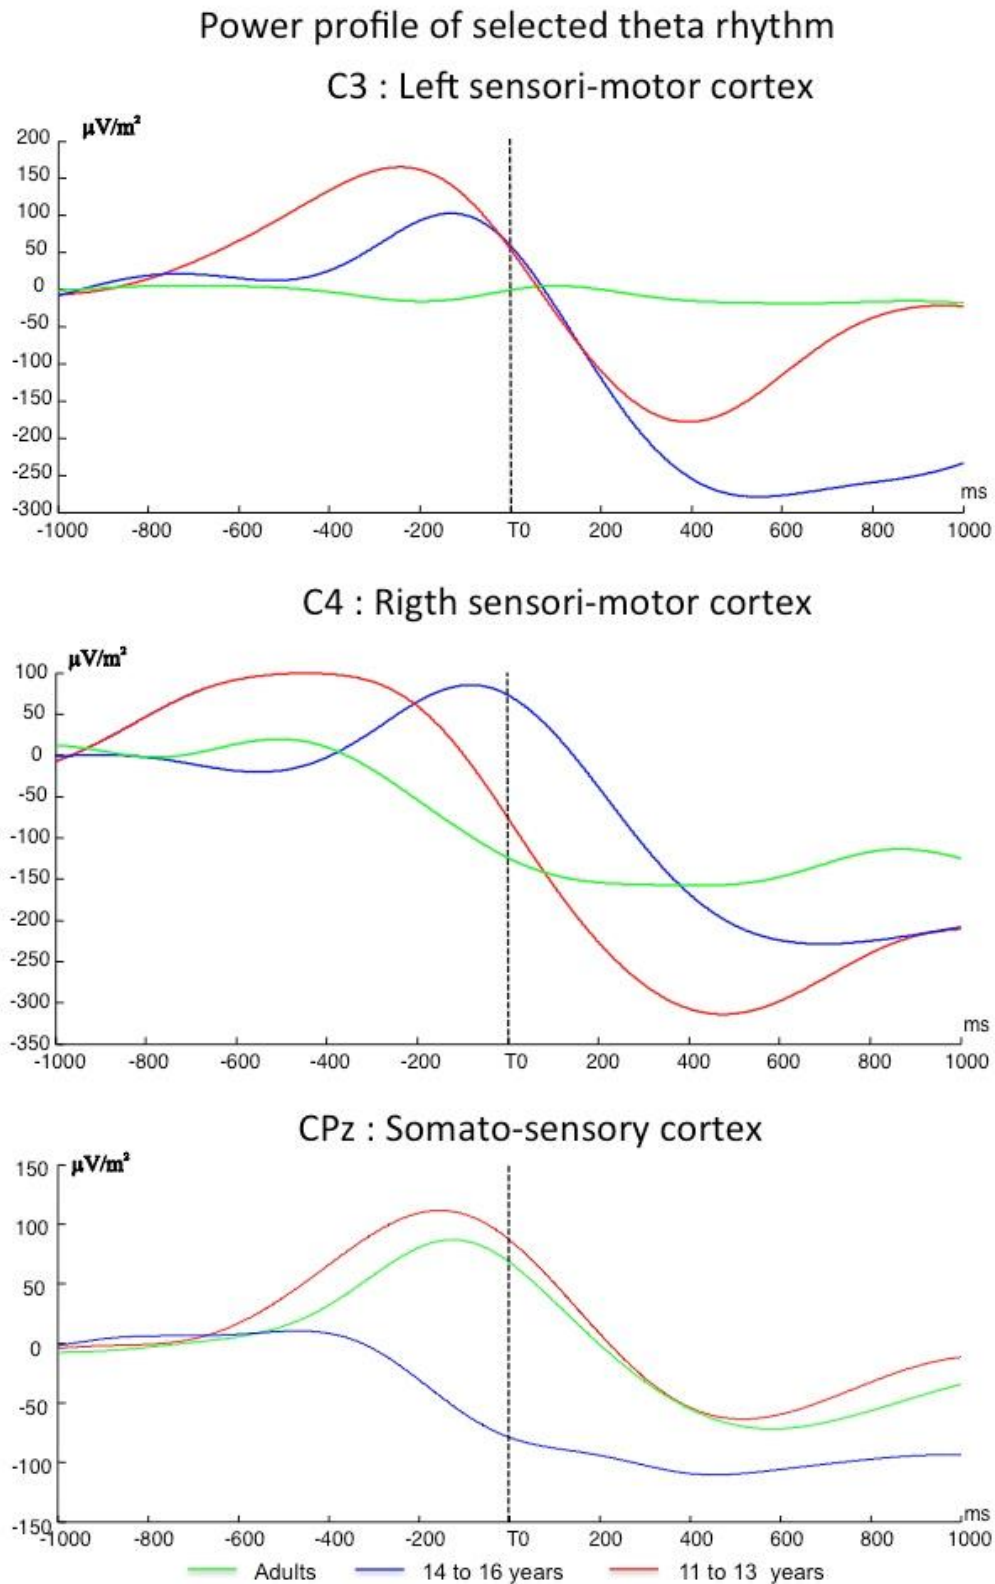 Power profile of selected theta rhythm
C3 : Left sensori-motor cortex
µV/m²
200
150
100
50
0
-50
-100
-150
-200
-250
-300
ms
-1000 -800 -600 -400 -200 T0 200 400 600 800 1000
C4 : Rigth sensori-motor cortex
µV/m²
100
50
0
-50
-100
-150
-200
-250
-300
-350
ms
-1000 -800 -600 -400 -200 T0 200 400 600 800 1000
CPz : Somato-sensory cortex
µV/m²
150
100
50
0
-50
-100
-150
ms
-1000 -800 -600 -400 -200 T0 200 400 600 800 1000
Adults 14 to 16 years 11 to 13 years